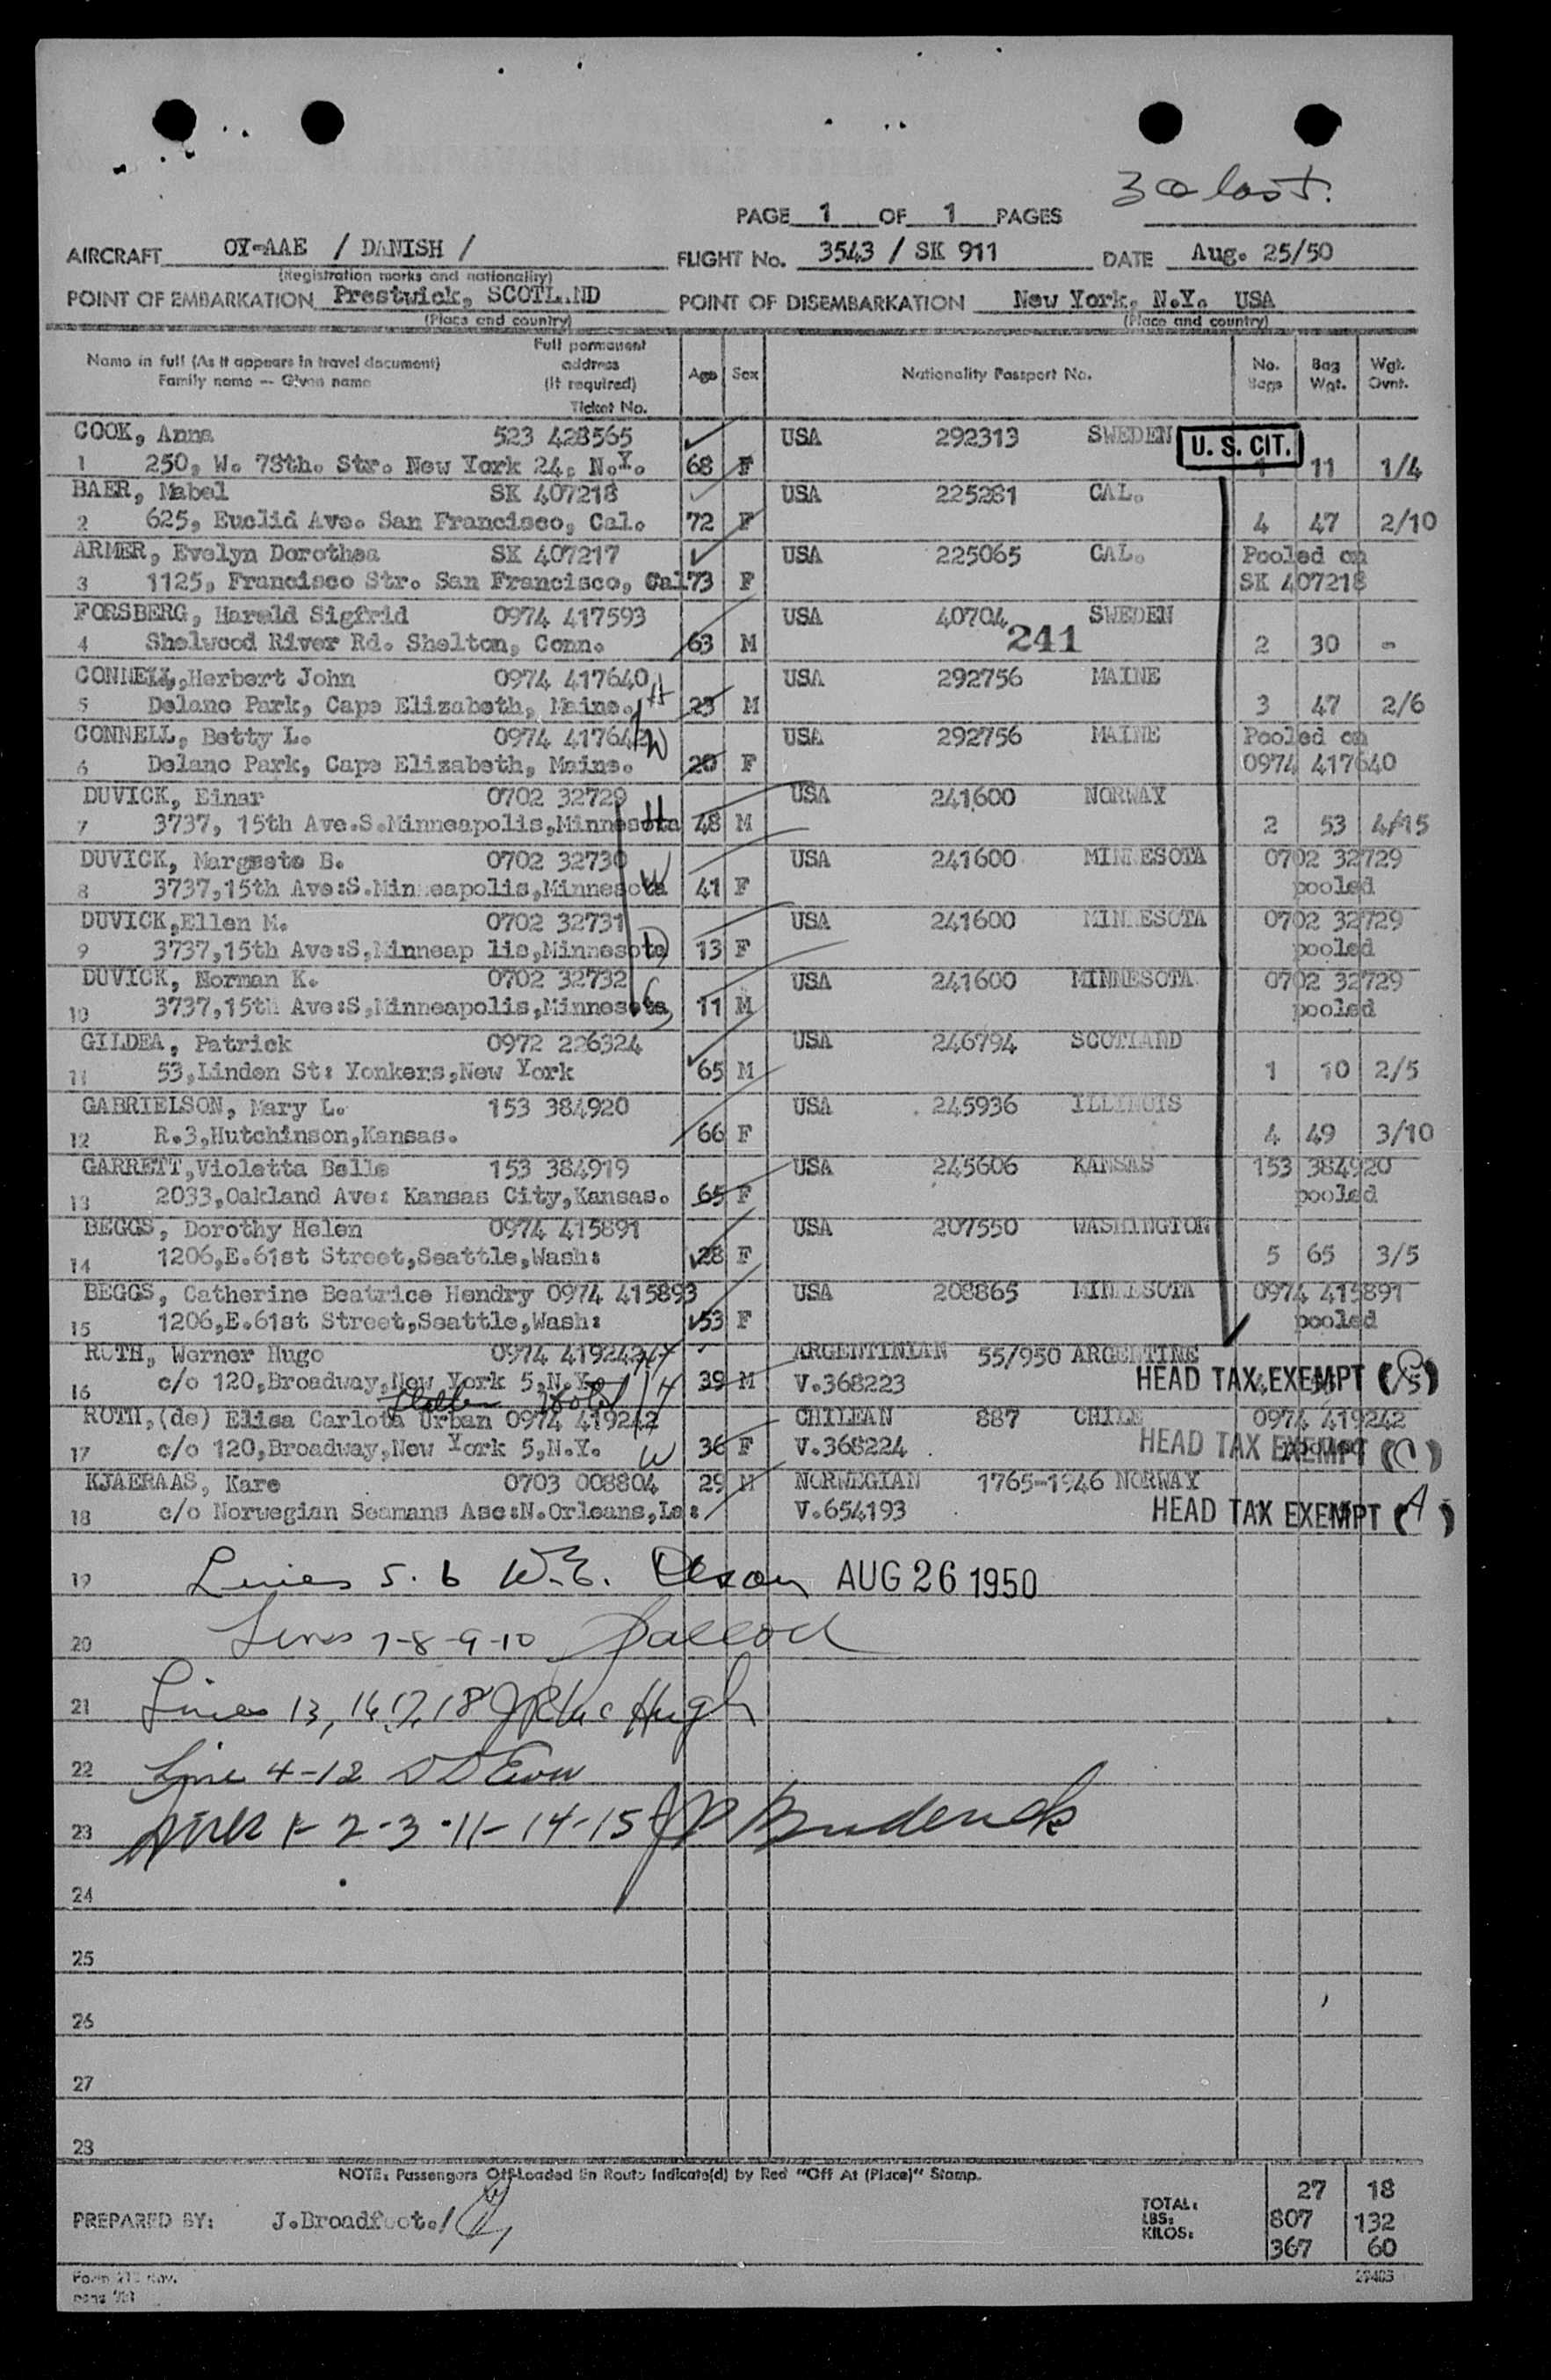 3 a last.
PAGE 1 OF 1 PAGES
AIRCRAFT OY-AAE / DANISH / FLIGHT No. 3543 / SK 911 DATE Aug. 25/50
(Registration marks and nationality)
POINT OF EMBARKATION Prestwick, SCOTLAND POINT OF DISEMBARKATION New York, N.Y. USA
(Place and country) (Place and country)
Name in full (As it appears in travel document) Family name — Given name Full permanent address (if required) Ticket No. Age Sex Nationality Passport No. No. Bags Bag Wgt. Wgt. Ovnt.
COOK, Anna 523 428565 USA 292313 SWEDEN U. S. CIT.
1 250, W. 78th. Str. New York 24, N.Y. 68 F 1 11 1/4
BAER, Mabel SK 407218 USA 225281 CAL.
2 625, Euclid Ave. San Francisco, Cal. 72 F 4 47 2/10
ARMER, Evelyn Dorothea SK 407217 USA 225065 CAL. Pooled on
3 1125, Francisco Str. San Francisco, Cal 73 F SK 407218
FORSBERG, Harald Sigfrid 0974 417593 USA 40704 SWEDEN
4 Shelwood River Rd. Shelton, Conn. 63 M 241 2 30 -
CONNELL, Herbert John 0974 417640 USA 292756 MAINE
5 Delano Park, Cape Elizabeth, Maine. H 23 M 3 47 2/6
CONNELL, Betty L. 0974 417642 W USA 292756 MAINE Pooled on
6 Delano Park, Cape Elizabeth, Maine. 20 F 0974 417640
DUVICK, Einar 0702 32729 USA 241600 NORWAY
7 3737, 15th Ave.S.Minneapolis,Minnesota H 48 M 2 53 4/15
DUVICK, Margrete B. 0702 32730 W USA 241600 MINNESOTA 0702 32729
8 3737,15th Ave:S.Minneapolis,Minnesota 41 F pooled
DUVICK,Ellen M. 0702 32731 USA 241600 MINNESOTA 0702 32729
9 3737,15th Ave:S,Minneap lis,Minnesota D 13 F pooled
DUVICK, Norman K. 0702 32732 USA 241600 MINNESOTA 0702 32729
10 3737,15th Ave:S,Minneapolis,Minnesota S 11 M pooled
GILDEA, Patrick 0972 226324 USA 246794 SCOTLAND
11 53,Linden St: Yonkers,New York 65 M 1 10 2/5
GABRIELSON, Mary L. 153 384920 USA 245936 ILLINOIS
12 R.3,Hutchinson,Kansas. 66 F 4 49 3/10
GARRETT,Violetta Belle 153 384919 USA 245606 KANSAS 153 384920
13 2033,Oakland Ave: Kansas City,Kansas. 65 F pooled
BEGGS, Dorothy Helen 0974 415891 USA 207550 WASHINGTON
14 1206,E.61st Street,Seattle,Wash: 28 F 5 65 3/5
BEGGS, Catherine Beatrice Hendry 0974 415893 USA 208865 MINNESOTA 0974 415891
15 1206,E.61st Street,Seattle,Wash: 53 F pooled
ROTH, Werner Hugo 0974 419242 ARGENTINIAN 55/950 ARGENTINE
16 c/o 120,Broadway,New York 5,N.Y. H 39 M V.368223 HEAD TAX EXEMPT
ROTH,(de) Elisa Carlota Urban 0974 419242 CHILEAN 887 CHILE 0974 419242
17 c/o 120,Broadway,New York 5,N.Y. W 36 F V.368224 HEAD TAX EXEMPT pooled
KJAERAAS, Kare 0703 008804 29 M NORWEGIAN 1765-1946 NORWAY
18 c/o Norwegian Seamans Asc:N.Orleans,La: V.654193 HEAD TAX EXEMPT (A)
19 Lines 5. 6 W.E. Olson AUG 26 1950
20 Lines 7-8-9-10
21 Lines 13, 16, 17, 18 McHugh
22 Line 4-12
23 Lines 1- 2-3-11-14-15 Broderick
24
25
26
27
28
NOTE: Passengers Off-Loaded En Route Indicate(d) by Red "Off At (Place)" Stamp.
27 18
PREPARED BY: J.Broadfoot./ TOTAL: LBS: 807 132
KILOS: 367 60